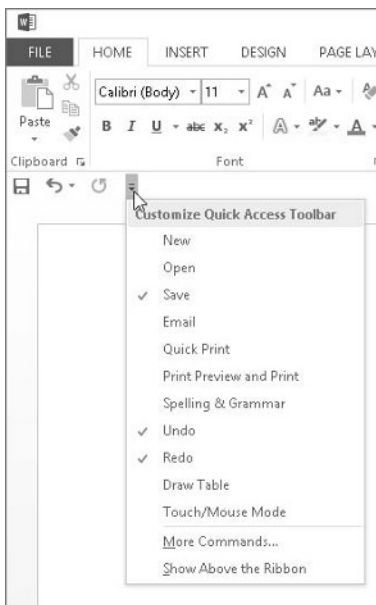 FILE HOME INSERT DESIGN PAGE LAY
Calibri (Body) 11 A A Aa
Paste B I U abc X₂ X² A ab A
Clipboard Font
Customize Quick Access Toolbar
New
Open
✓ Save
Email
Quick Print
Print Preview and Print
Spelling & Grammar
✓ Undo
✓ Redo
Draw Table
Touch/Mouse Mode
More Commands...
Show Above the Ribbon